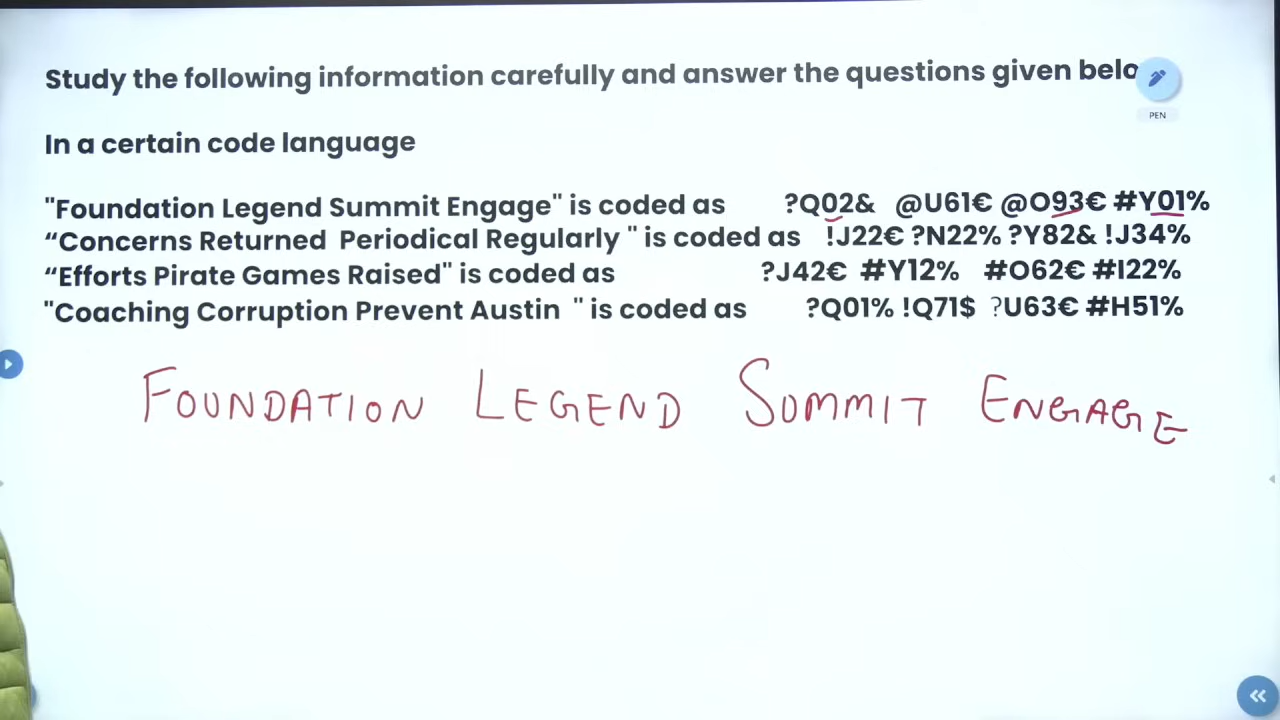 Study the following information carefully and answer the questions given belo
PEN
In a certain code language
"Foundation Legend Summit Engage" is coded as ?Q02& @U61€ @O93€ #Y01%
“Concerns Returned Periodical Regularly " is coded as !J22€ ?N22% ?Y82& !J34%
“Efforts Pirate Games Raised" is coded as ?J42€ #Y12% #O62€ #I22%
"Coaching Corruption Prevent Austin " is coded as ?Q01% !Q71$ ?U63€ #H51%
FOUNDATION LEGEND SUMMIT ENGAGE